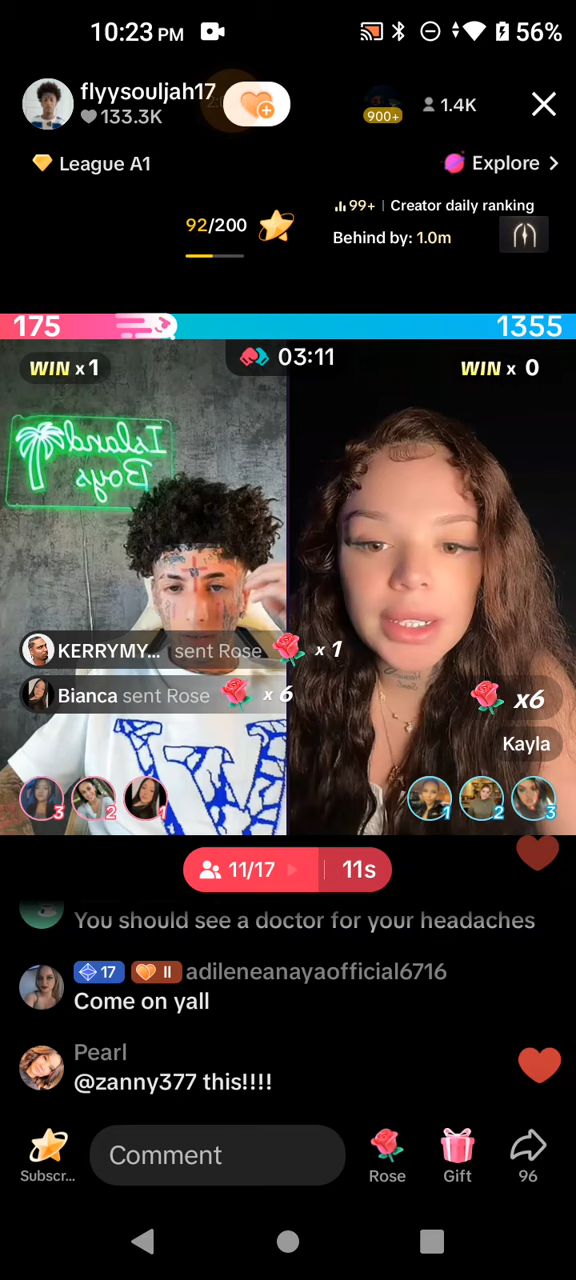 10:23 PM
56%
flyysouljah17
133.3K
900+
1.4K
League A1
Explore >
92/200
99+ | Creator daily ranking
Behind by: 1.0m
175
1355
WIN x 1
03:11
WIN x 0
Island
Boys
KERRYMY... sent Rose x 1
Bianca sent Rose x 6
x6
Kayla
3
2
1
1
2
3
11/17
11s
You should see a doctor for your headaches
17 II adileneanayaofficial6716
Come on yall
Pearl
@zanny377 this!!!!
Subscr...
Comment
Rose
Gift
96